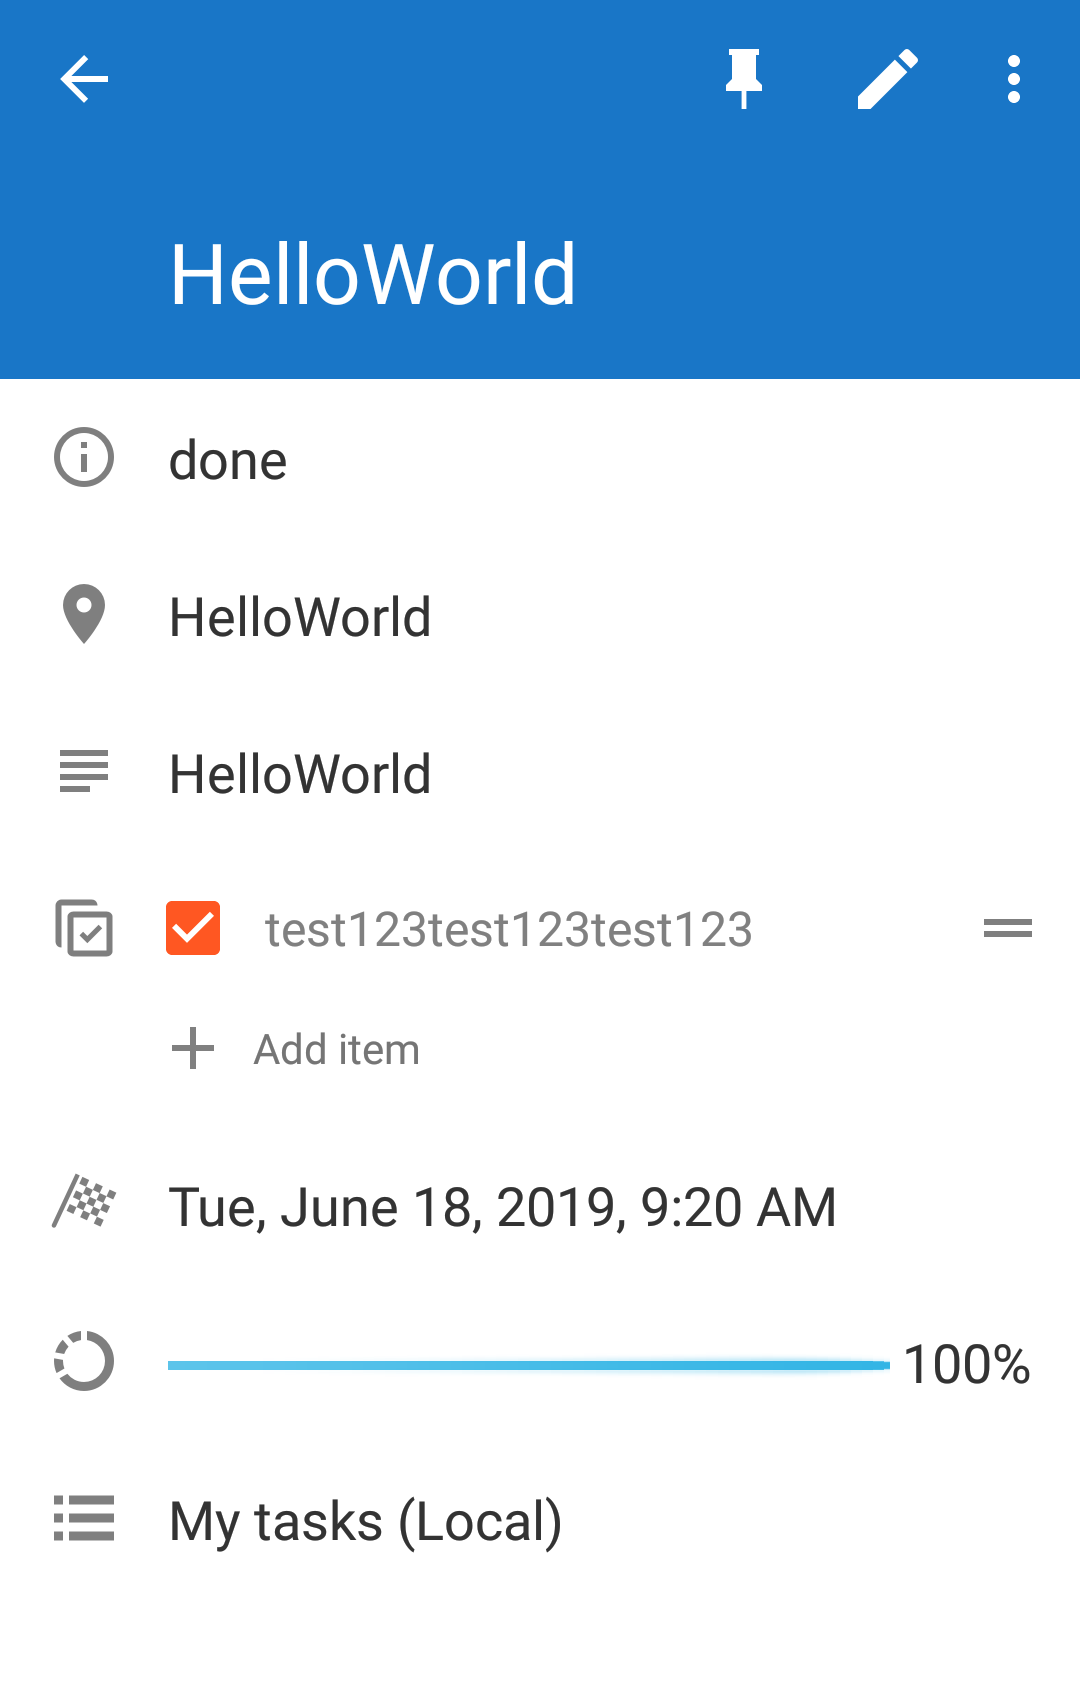 HelloWorld
done
HelloWorld
HelloWorld
test123test123test123
Add item
Tue, June 18, 2019, 9:20 AM
100%
My tasks (Local)